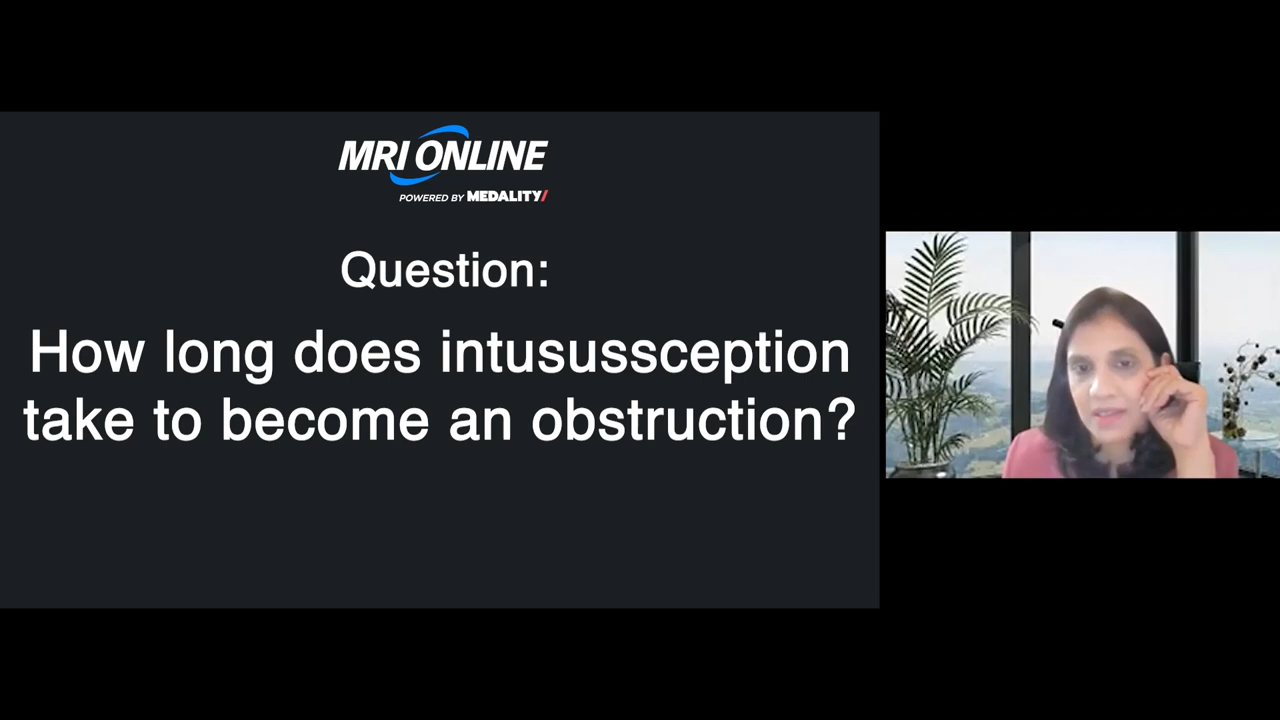 MRI ONLINE
POWERED BY MEDALITY/
Question:
How long does intusussception
take to become an obstruction?